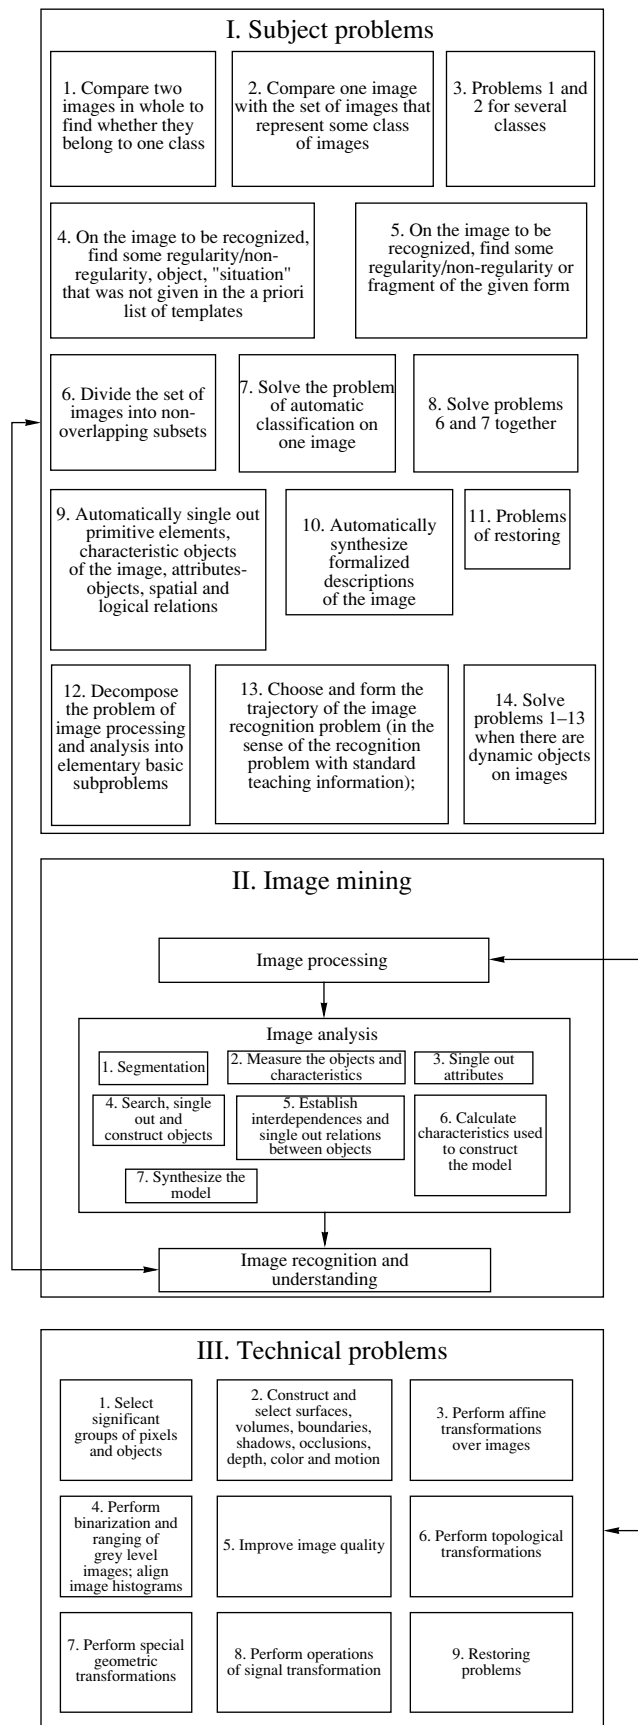 I. Subject problems
1. Compare two
images in whole to
find whether they
belong to one class
2. Compare one image
with the set of images that
represent some class
of images
3. Problems 1 and
2 for several
classes
4. On the image to be recognized,
find some regularity/non-
regularity, object, "situation"
that was not given in the a priori
list of templates
5. On the image to be
recognized, find some
regularity/non-regularity or
fragment of the given form
6. Divide the set of
images into non-
overlapping subsets
7. Solve the problem
of automatic
classification on
one image
8. Solve problems
6 and 7 together
9. Automatically single out
primitive elements,
characteristic objects
of the image, attributes-
objects, spatial and
logical relations
10. Automatically
synthesize
formalized
descriptions
of the image
11. Problems
of restoring
12. Decompose
the problem of
image processing
and analysis into
elementary basic
subproblems
13. Choose and form the
trajectory of the image
recognition problem (in the
sense of the recognition
problem with standard
teaching information);
14. Solve
problems 1–13
when there are
dynamic objects
on images
II. Image mining
Image processing
Image analysis
1. Segmentation
2. Measure the objects and
characteristics
3. Single out
attributes
4. Search, single
out and
construct objects
5. Establish
interdependences and
single out relations
between objects
6. Calculate
characteristics used
to construct
the model
7. Synthesize the
model
Image recognition and
understanding
III. Technical problems
1. Select
significant
groups of pixels
and objects
2. Construct and
select surfaces,
volumes, boundaries,
shadows, occlusions,
depth, color and motion
3. Perform affine
transformations
over images
4. Perform
binarization and
ranging of
grey level
images; align
image histograms
5. Improve image quality
6. Perform topological
transformations
7. Perform special
geometric
transformations
8. Perform operations
of signal transformation
9. Restoring
problems